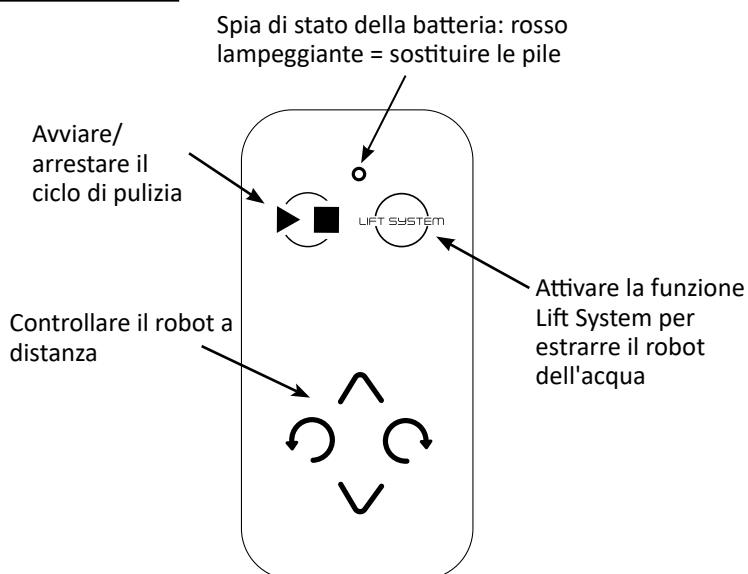 Spia di stato della batteria: rosso
lampeggiante = sostituire le pile
Avviare/
arrestare il
ciclo di pulizia
LIFT SYSTEM
Attivare la funzione
Lift System per
estrarre il robot
dell'acqua
Controllare il robot a
distanza